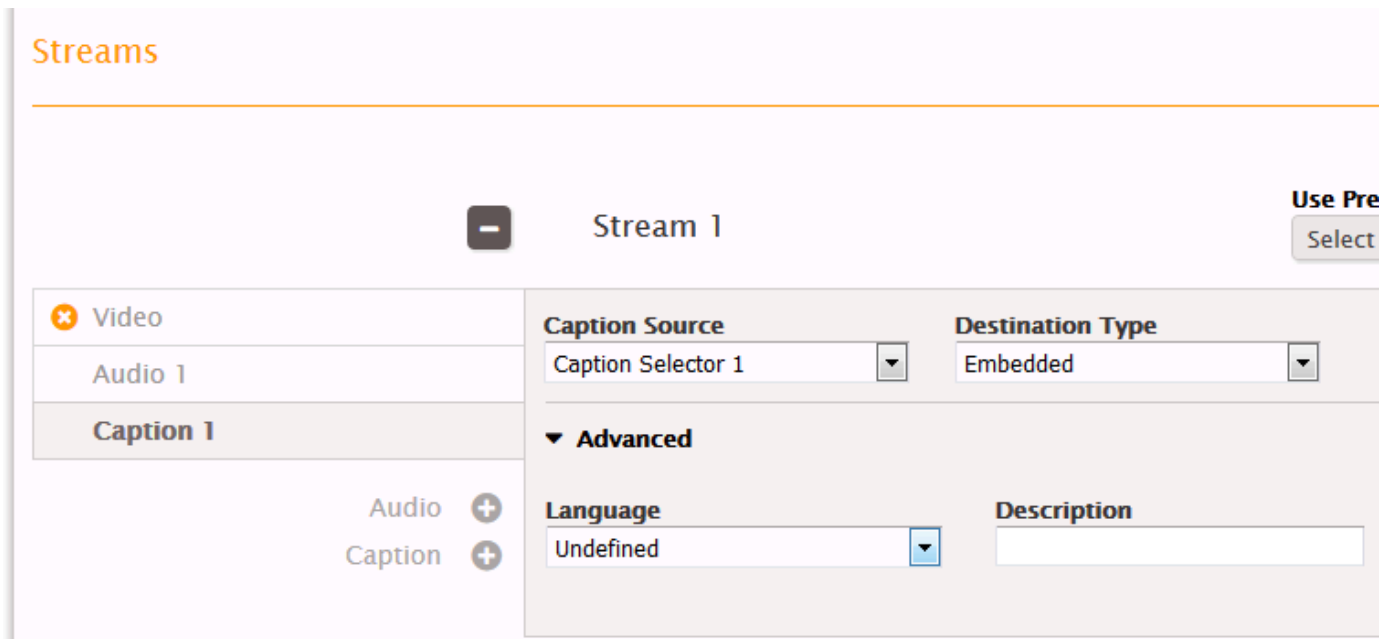 Streams
Use Pre
Stream 1
Select
Video
Audio 1
Caption 1
Audio
Caption
Caption Source
Destination Type
Caption Selector 1
Embedded
Advanced
Language
Description
Undefined